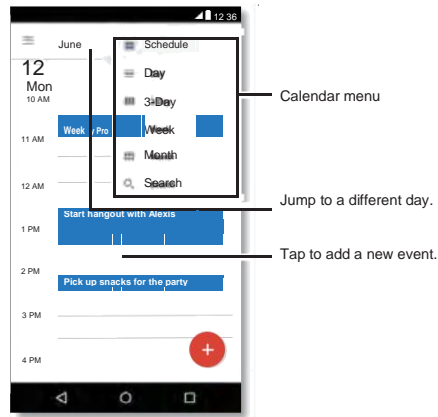 12 36
June
Schedule
Day
3-Day
Week
Month
Search
12
Mon
10 AM
11 AM
12 AM
1 PM
2 PM
3 PM
4 PM
Week y Pro
Start hangout with Alexis
Pick up snacks for the party
+
Calendar menu
Jump to a different day.
Tap to add a new event.